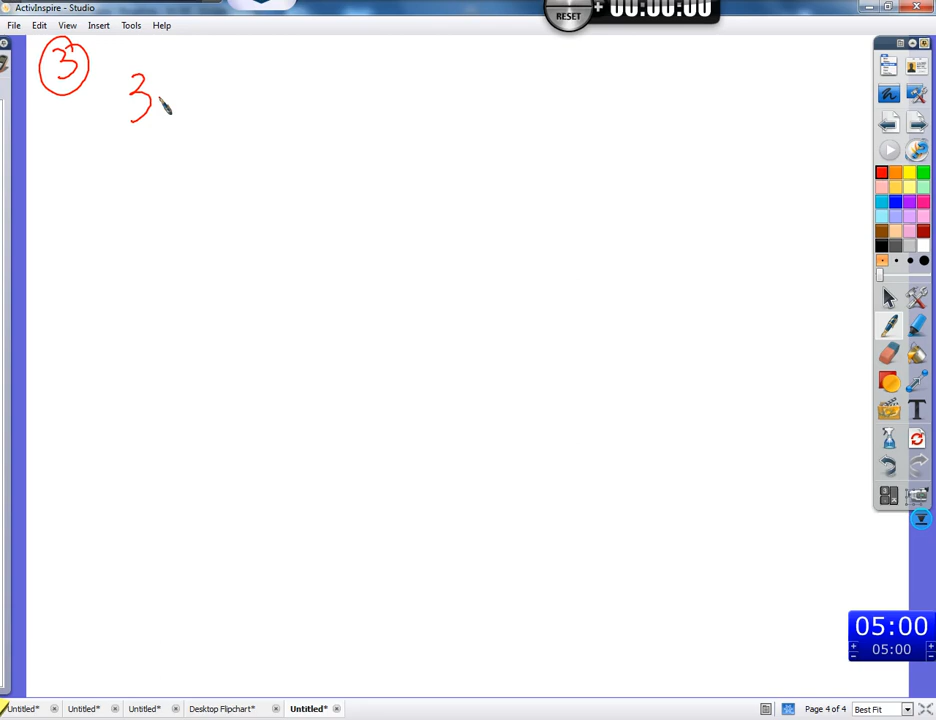 ActivInspire - Studio
RESET
00:00:00
File Edit View Insert Tools Help
3
3
05:00
05:00
Untitled* Untitled* Untitled* Desktop Flipchart* Untitled* Page 4 of 4 Best Fit